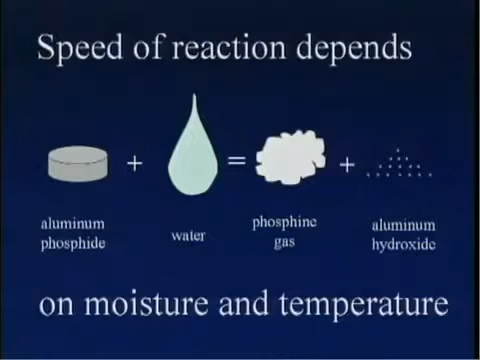 Speed of reaction depends
+ = +
aluminum
phosphide
water
phosphine
gas
aluminum
hydroxide
on moisture and temperature